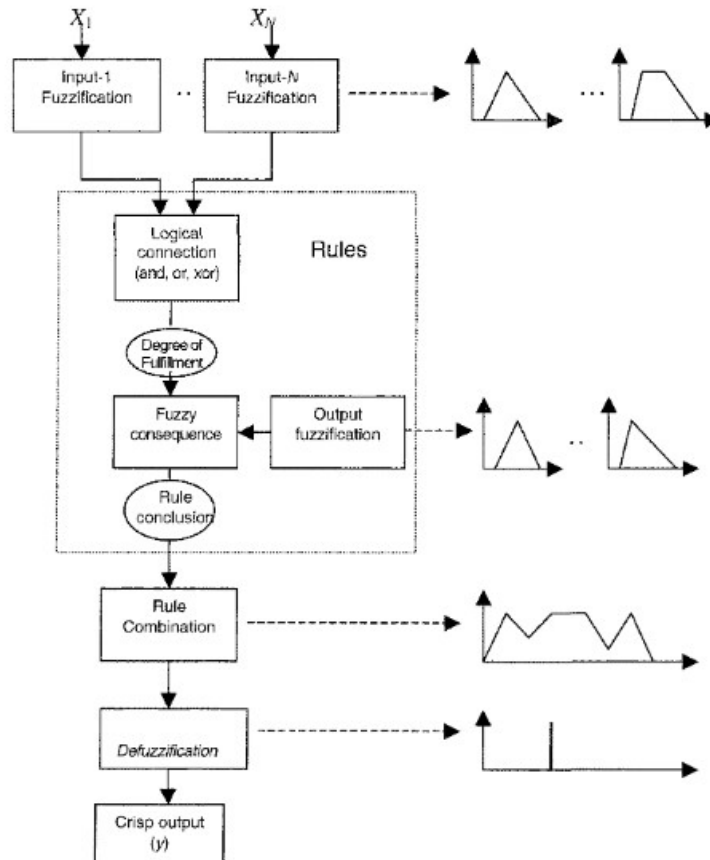 X1 XN
Input-1
Fuzzification
..
Input-N
Fuzzification
...
Logical
connection
(and, or, xor)
Rules
Degree of
Fulfillment
Fuzzy
consequence
Output
fuzzification
..
Rule
conclusion
Rule
Combination
Defuzzification
Crisp output
(y)